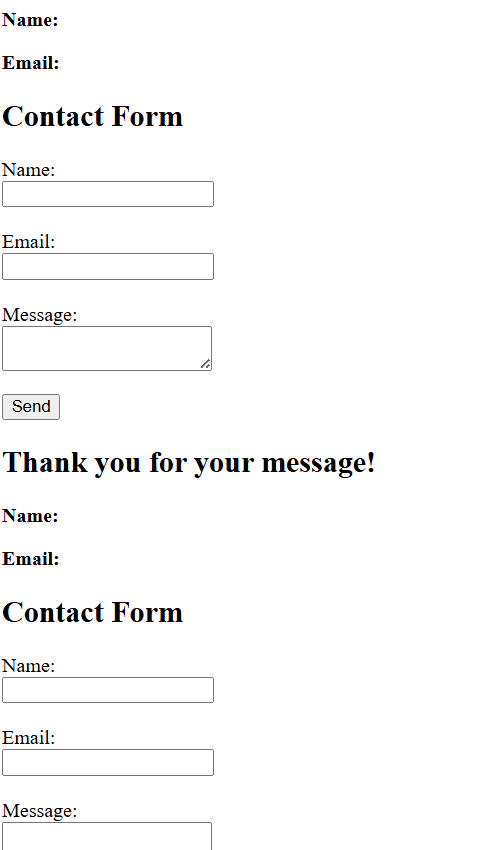 Name:
Email:
Contact Form
Name:
Email:
Message:
Send
Thank you for your message!
Name:
Email:
Contact Form
Name:
Email:
Message: